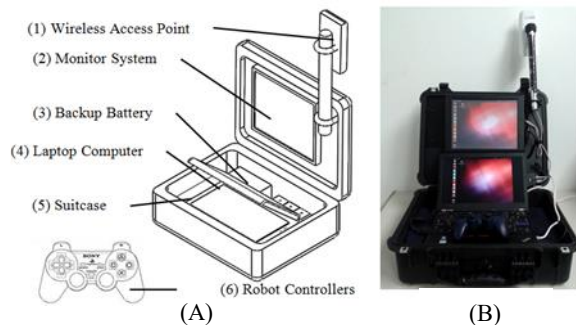 (1) Wireless Access Point
(2) Monitor System
(3) Backup Battery
(4) Laptop Computer
(5) Suitcase
SONY
(6) Robot Controllers
(A)
(B)